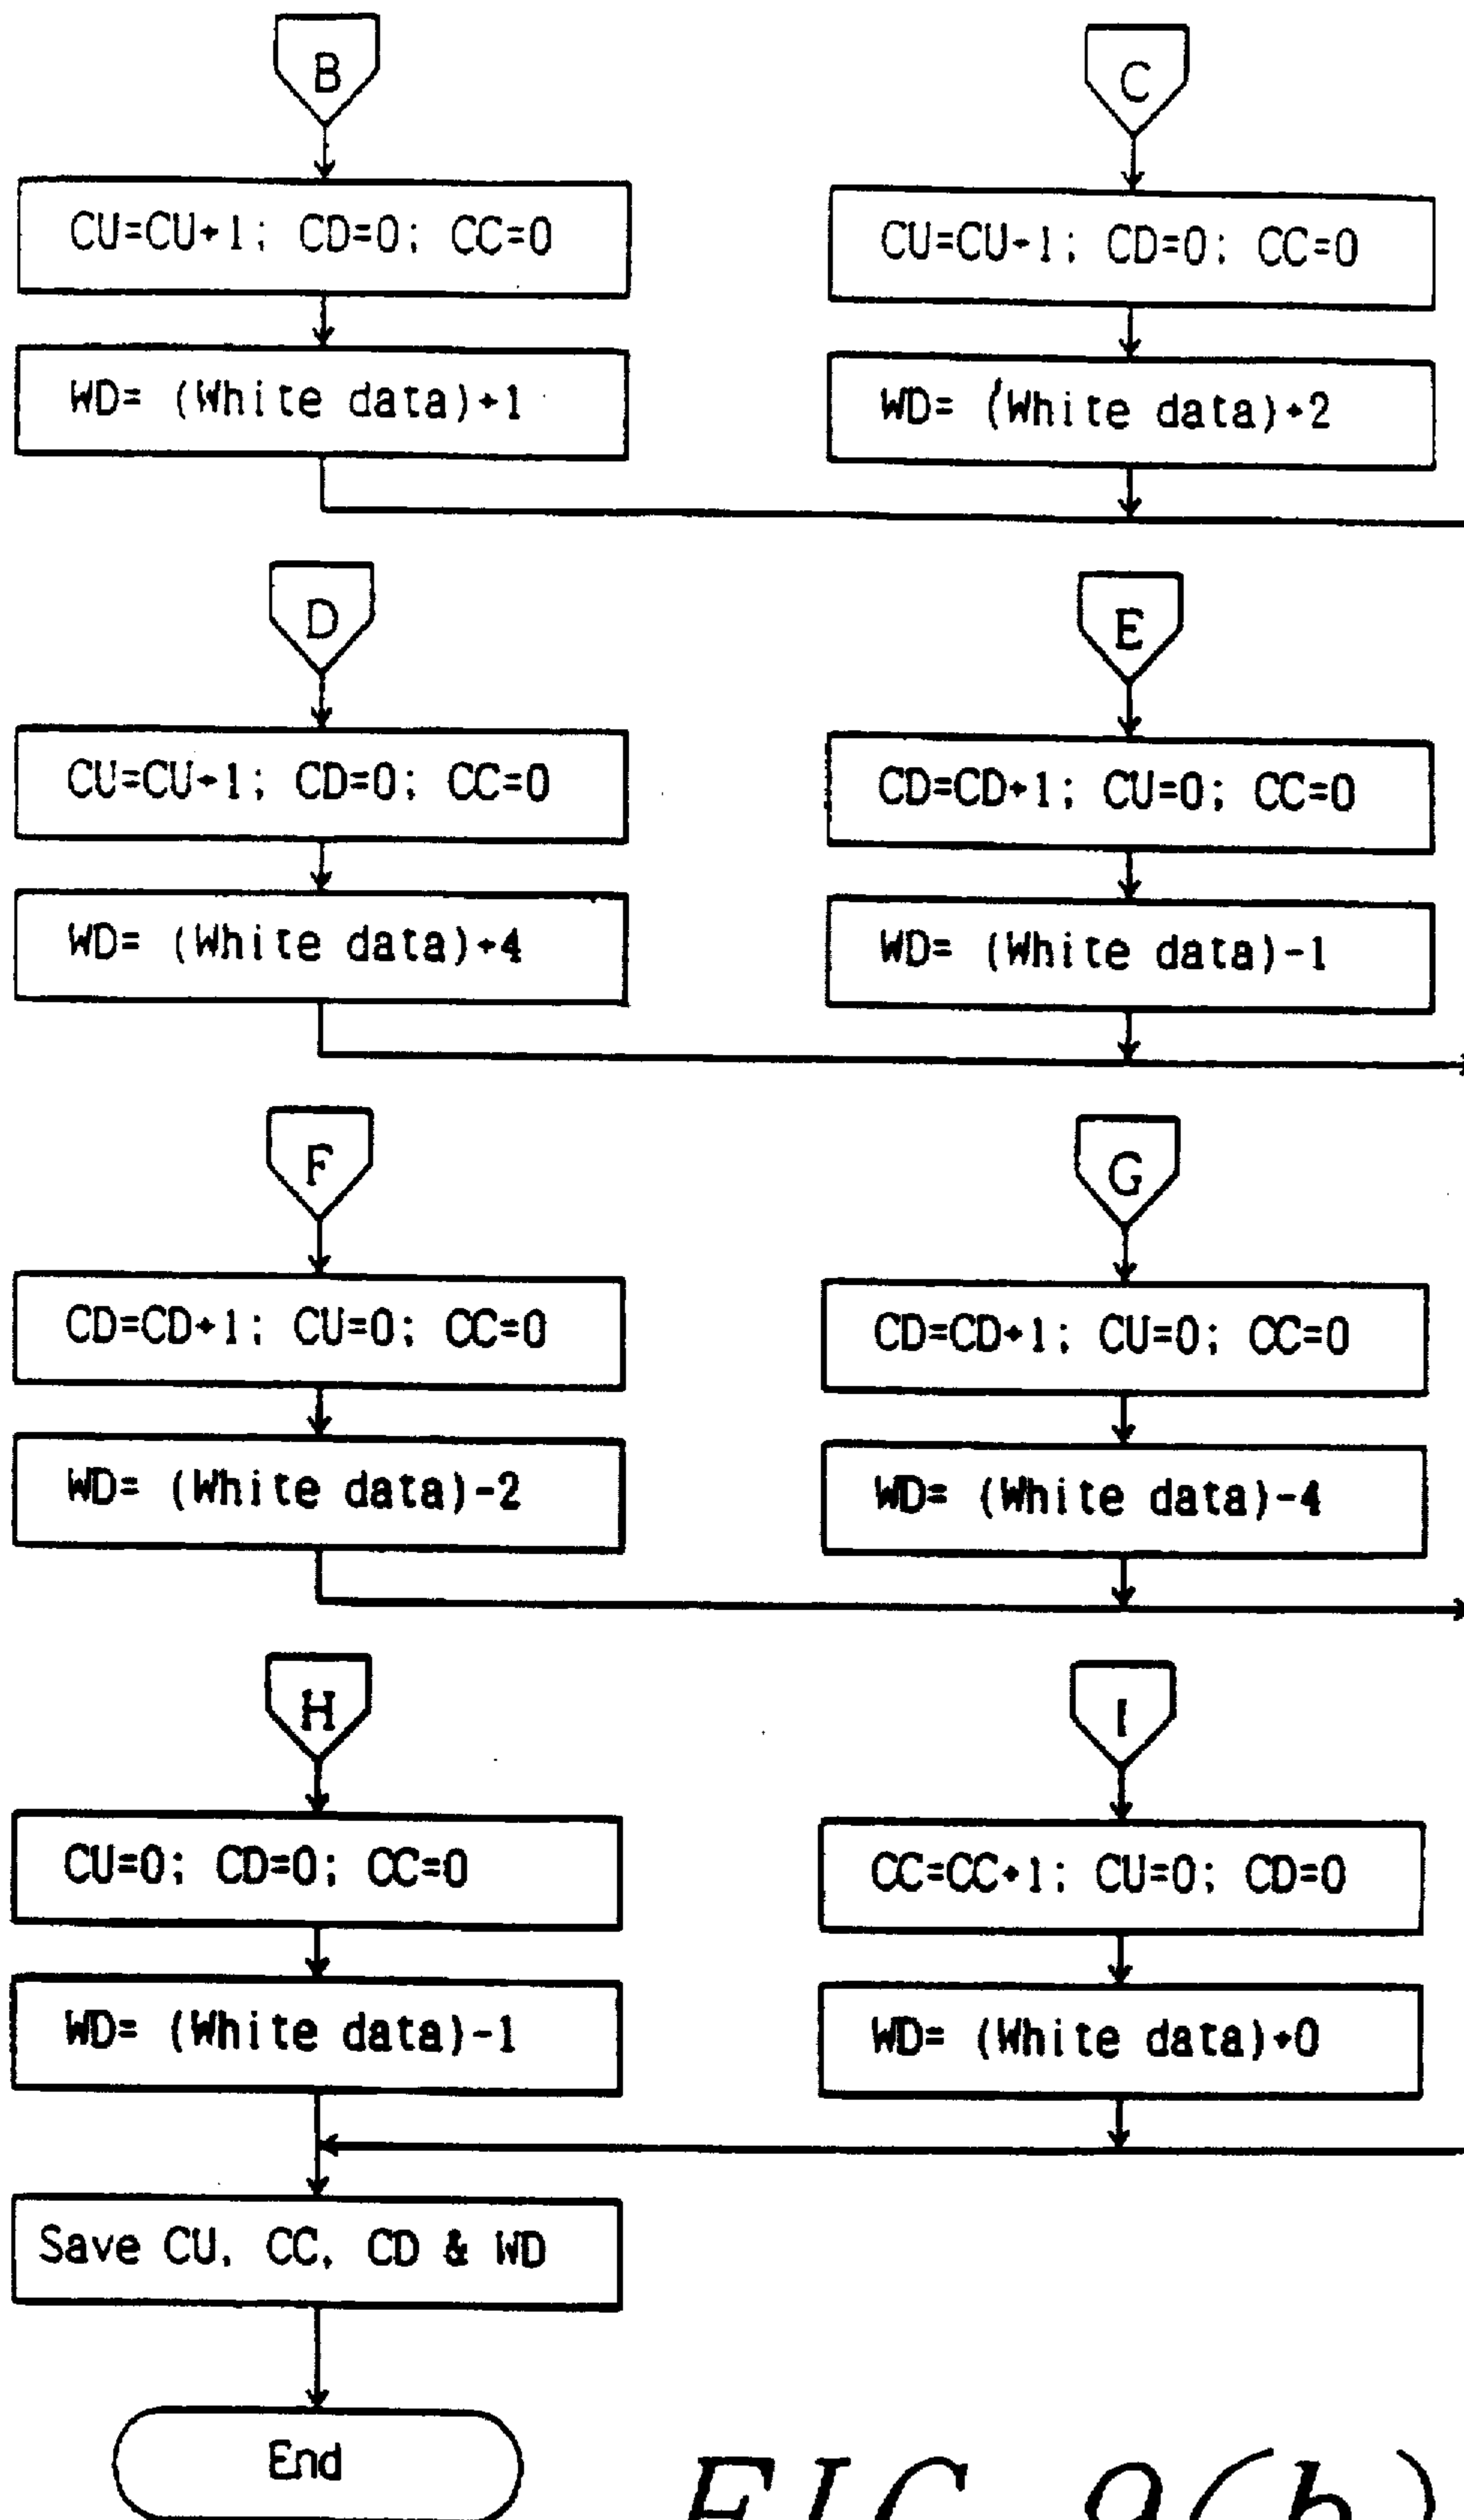 B
C
CU=CU+1; CD=0; CC=0
CU=CU+1; CD=0; CC=0
WD= (White data)+1
WD= (White data)+2
D
E
CU=CU+1; CD=0; CC=0
CD=CD+1; CU=0; CC=0
WD= (White data)+4
WD= (White data)-1
F
G
CD=CD+1; CU=0; CC=0
CD=CD+1; CU=0; CC=0
WD= (White data)-2
WD= (White data)-4
H
I
CU=0; CD=0; CC=0
CC=CC+1; CU=0; CD=0
WD= (White data)-1
WD= (White data)+0
Save CU, CC, CD & WD
End
FIG. 9(b)